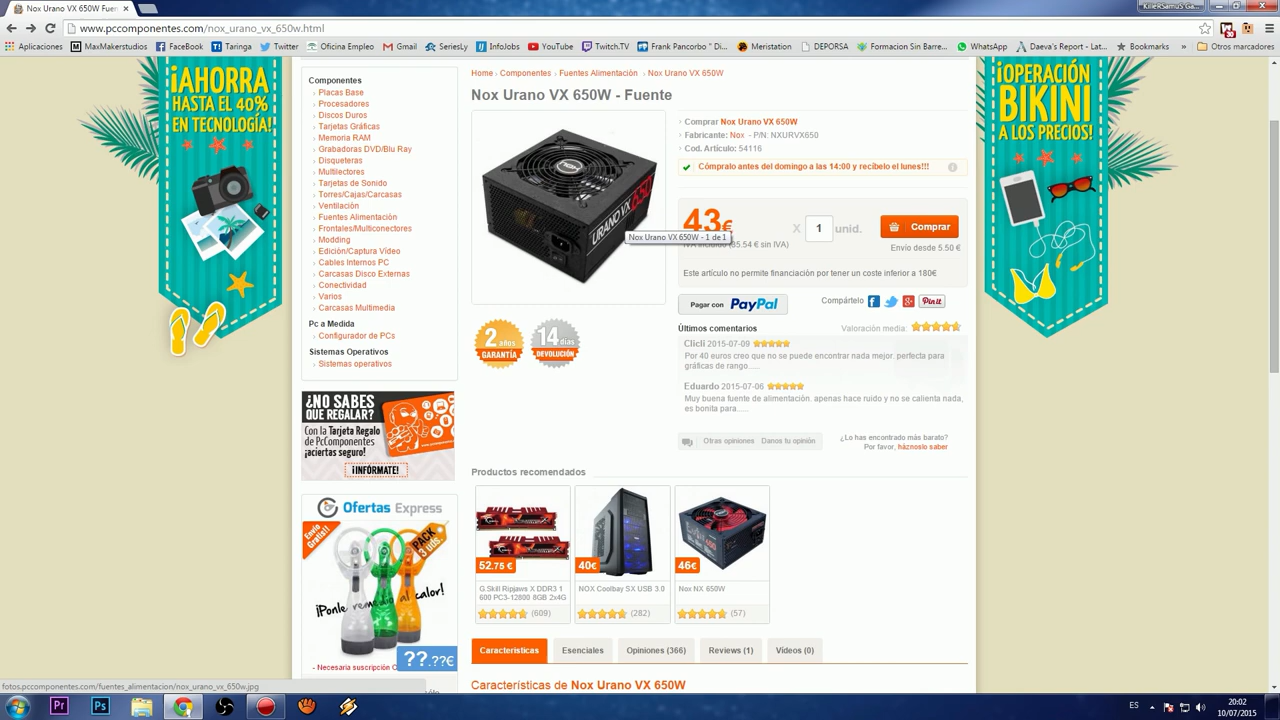 Nox Urano VX 650W Fuen
KillerSamuS Ga...
www.pccomponentes.com/nox_urano_vx_650w.html
Aplicaciones
MaxMakerstudios
FaceBook
Taringa
Twitter
Oficina Empleo
Gmail
SeriesLy
InfoJobs
YouTube
Twitch.TV
Frank Pancorbo " Di...
Meristation
DEPORSA
Formacion Sin Barre...
WhatsApp
Daeva's Report - Lat...
Bookmarks
»
Otros marcadores
¡AHORRA
HASTA EL 40%
EN TECNOLOGÍA!
¡OPERACIÓN
BIKINI
A LOS PRECIOS!
Componentes
Placas Base
Procesadores
Discos Duros
Tarjetas Gráficas
Memoria RAM
Grabadoras DVD/Blu Ray
Disqueteras
Multilectores
Tarjetas de Sonido
Torres/Cajas/Carcasas
Ventilación
Fuentes Alimentación
Frontales/Multiconectores
Modding
Edición/Captura Vídeo
Cables Internos PC
Carcasas Disco Externas
Conectividad
Varios
Carcasas Multimedia
Pc a Medida
Configurador de PCs
Sistemas Operativos
Sistemas operativos
¿NO SABES
QUÉ REGALAR?
Con la Tarjeta Regalo
de PcComponentes
¡aciertas seguro!
¡INFÓRMATE!
Ofertas Express
Envío
Gratis!!
PACK
3 uds.
¡Ponle remedio al calor!
??.??€
- Necesaria suscripción O
Home › Componentes › Fuentes Alimentación › Nox Urano VX 650W
Nox Urano VX 650W - Fuente
URANO VX 650
Nox Urano VX 650W - 1 de 1
2 años
GARANTÍA
14 días
DEVOLUCIÓN
Comprar Nox Urano VX 650W
Fabricante: Nox - P/N: NXURVX650
Cod. Artículo: 54116
Cómpralo antes del domingo a las 14:00 y recíbelo el lunes!!!
43€
X 1 unid.
Comprar
IVA incluido (35.54 € sin IVA)
Envío desde 5.50 €
Este artículo no permite financiación por tener un coste inferior a 180€
Pagar con PayPal
Compártelo
Pin it
Últimos comentarios
Valoración media:
Clicli 2015-07-09
Por 40 euros creo que no se puede encontrar nada mejor. perfecta para
gráficas de rango......
Eduardo 2015-07-06
Muy buena fuente de alimentación. apenas hace ruido y no se calienta nada,
es bonita para......
Otras opiniones
Danos tu opinión
¿Lo has encontrado más barato?
Por favor, háznoslo saber
Productos recomendados
52.75 €
40€
46€
G.Skill Ripjaws X DDR3 1
600 PC3-12800 8GB 2x4G
(609)
NOX Coolbay SX USB 3.0
(282)
Nox NX 650W
(57)
Características
Esenciales
Opiniones (366)
Reviews (1)
Vídeos (0)
Características de Nox Urano VX 650W
fotos.pccomponentes.com/fuentes_alimentacion/nox_urano_vx_650w.jpg
ES
20:02
10/07/2015